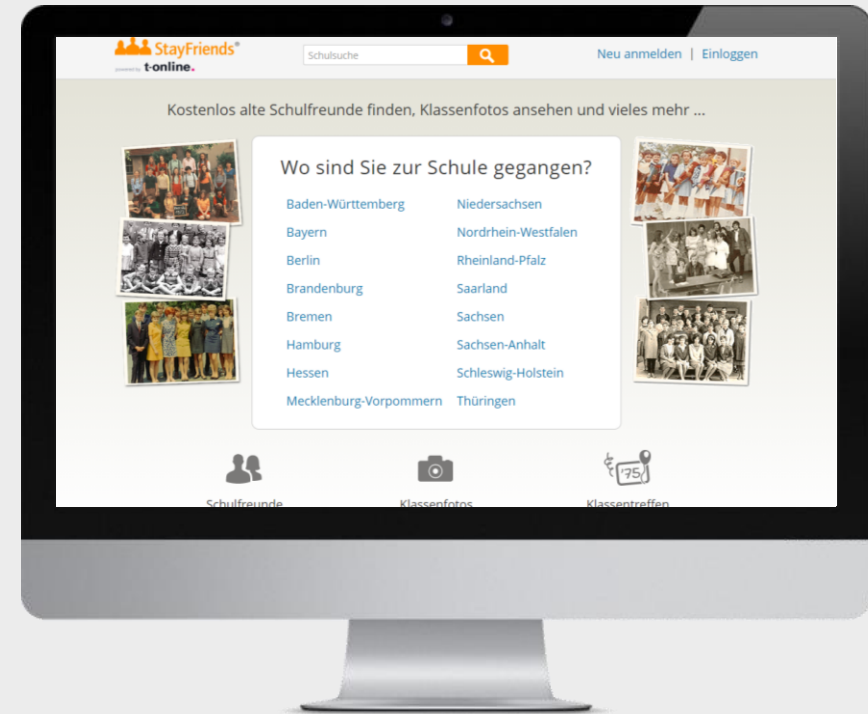 StayFriends®
powered by t-online.
Schulsuche
Neu anmelden | Einloggen
Kostenlos alte Schulfreunde finden, Klassenfotos ansehen und vieles mehr ...
Wo sind Sie zur Schule gegangen?
Baden-Württemberg
Bayern
Berlin
Brandenburg
Bremen
Hamburg
Hessen
Mecklenburg-Vorpommern
Niedersachsen
Nordrhein-Westfalen
Rheinland-Pfalz
Saarland
Sachsen
Sachsen-Anhalt
Schleswig-Holstein
Thüringen
'75
Schulfreunde
Klassenfotos
Klassentreffen